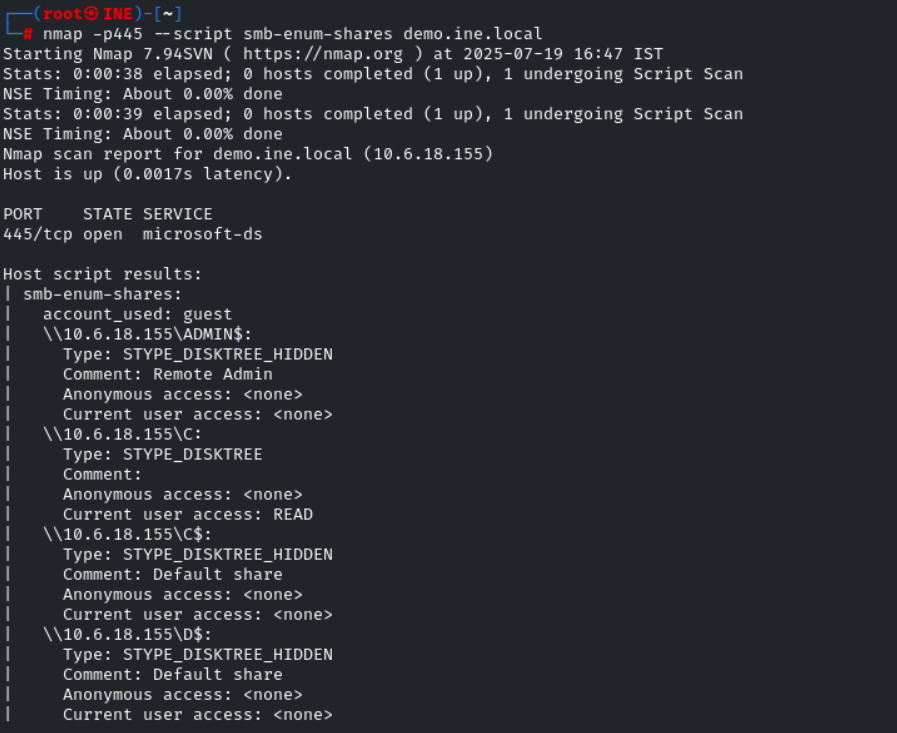 ┌──(root㉿INE)-[~]
└─# nmap -p445 --script smb-enum-shares demo.ine.local
Starting Nmap 7.94SVN ( https://nmap.org ) at 2025-07-19 16:47 IST
Stats: 0:00:38 elapsed; 0 hosts completed (1 up), 1 undergoing Script Scan
NSE Timing: About 0.00% done
Stats: 0:00:39 elapsed; 0 hosts completed (1 up), 1 undergoing Script Scan
NSE Timing: About 0.00% done
Nmap scan report for demo.ine.local (10.6.18.155)
Host is up (0.0017s latency).

PORT    STATE SERVICE
445/tcp open  microsoft-ds

Host script results:
| smb-enum-shares:
|   account_used: guest
|   \\10.6.18.155\ADMIN$:
|     Type: STYPE_DISKTREE_HIDDEN
|     Comment: Remote Admin
|     Anonymous access: <none>
|     Current user access: <none>
|   \\10.6.18.155\C:
|     Type: STYPE_DISKTREE
|     Comment:
|     Anonymous access: <none>
|     Current user access: READ
|   \\10.6.18.155\C$:
|     Type: STYPE_DISKTREE_HIDDEN
|     Comment: Default share
|     Anonymous access: <none>
|     Current user access: <none>
|   \\10.6.18.155\D$:
|     Type: STYPE_DISKTREE_HIDDEN
|     Comment: Default share
|     Anonymous access: <none>
|     Current user access: <none>